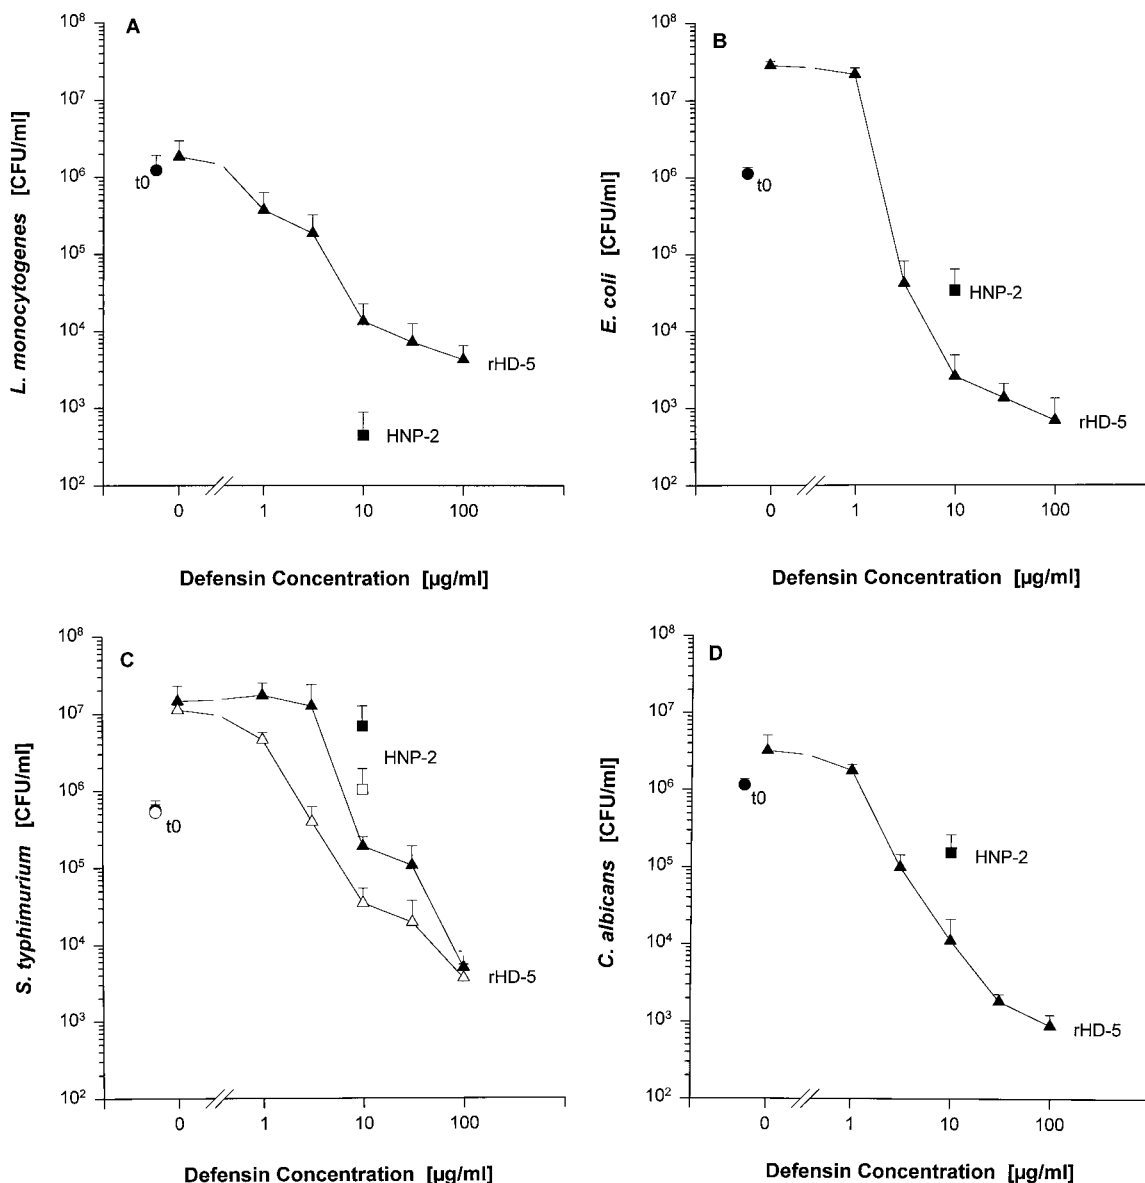 A
L. monocytogenes [CFU/ml]
10⁸
10⁷
10⁶
10⁵
10⁴
10³
10²
t0
rHD-5
HNP-2
0 1 10 100
Defensin Concentration [µg/ml]
B
E. coli [CFU/ml]
10⁸
10⁷
10⁶
10⁵
10⁴
10³
10²
t0
HNP-2
rHD-5
0 1 10 100
Defensin Concentration [µg/ml]
C
S. typhimurium [CFU/ml]
10⁸
10⁷
10⁶
10⁵
10⁴
10³
10²
HNP-2
t0
rHD-5
0 1 10 100
Defensin Concentration [µg/ml]
D
C. albicans [CFU/ml]
10⁸
10⁷
10⁶
10⁵
10⁴
10³
10²
t0
HNP-2
rHD-5
0 1 10 100
Defensin Concentration [µg/ml]